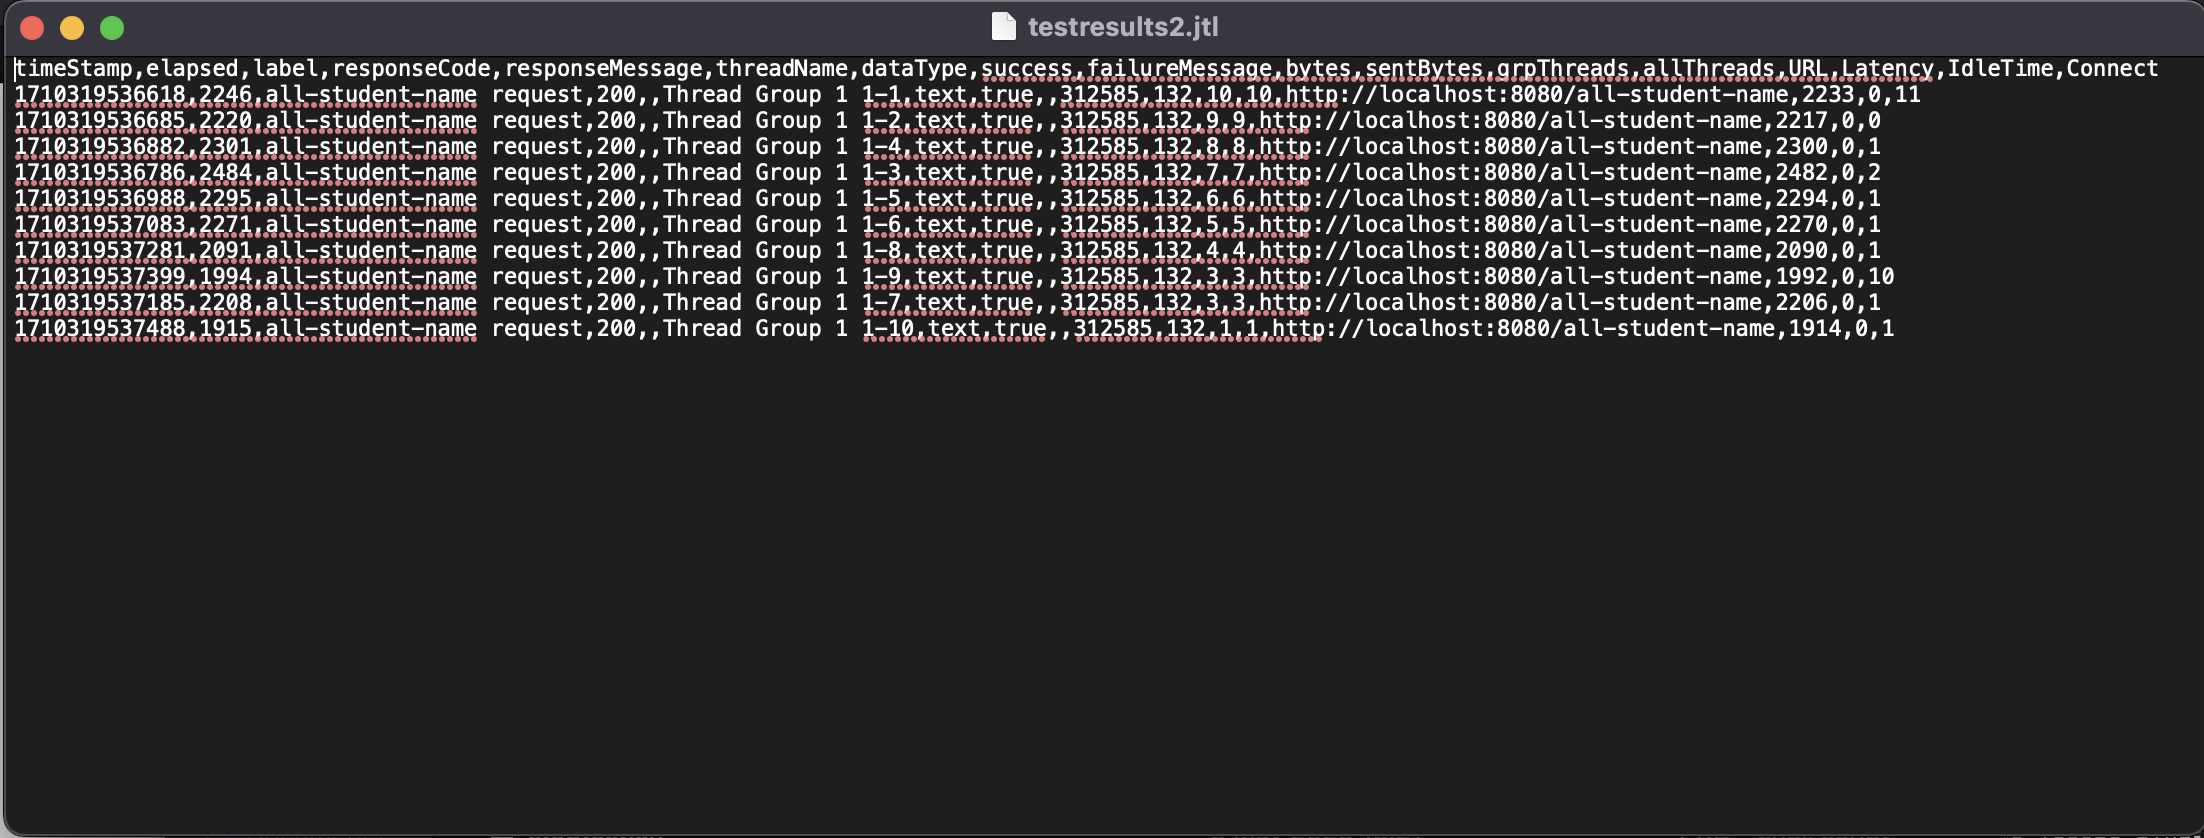 testresults2.jtl
timeStamp,elapsed,label,responseCode,responseMessage,threadName,dataType,success,failureMessage,bytes,sentBytes,grpThreads,allThreads,URL,Latency,IdleTime,Connect
1710319536618,2246,all-student-name request,200,,Thread Group 1 1-1,text,true,,312585,132,10,10,http://localhost:8080/all-student-name,2233,0,11
1710319536685,2220,all-student-name request,200,,Thread Group 1 1-2,text,true,,312585,132,9,9,http://localhost:8080/all-student-name,2217,0,0
1710319536882,2301,all-student-name request,200,,Thread Group 1 1-4,text,true,,312585,132,8,8,http://localhost:8080/all-student-name,2300,0,1
1710319536786,2484,all-student-name request,200,,Thread Group 1 1-3,text,true,,312585,132,7,7,http://localhost:8080/all-student-name,2482,0,2
1710319536988,2295,all-student-name request,200,,Thread Group 1 1-5,text,true,,312585,132,6,6,http://localhost:8080/all-student-name,2294,0,1
1710319537083,2271,all-student-name request,200,,Thread Group 1 1-6,text,true,,312585,132,5,5,http://localhost:8080/all-student-name,2270,0,1
1710319537281,2091,all-student-name request,200,,Thread Group 1 1-8,text,true,,312585,132,4,4,http://localhost:8080/all-student-name,2090,0,1
1710319537399,1994,all-student-name request,200,,Thread Group 1 1-9,text,true,,312585,132,3,3,http://localhost:8080/all-student-name,1992,0,10
1710319537185,2208,all-student-name request,200,,Thread Group 1 1-7,text,true,,312585,132,3,3,http://localhost:8080/all-student-name,2206,0,1
1710319537488,1915,all-student-name request,200,,Thread Group 1 1-10,text,true,,312585,132,1,1,http://localhost:8080/all-student-name,1914,0,1